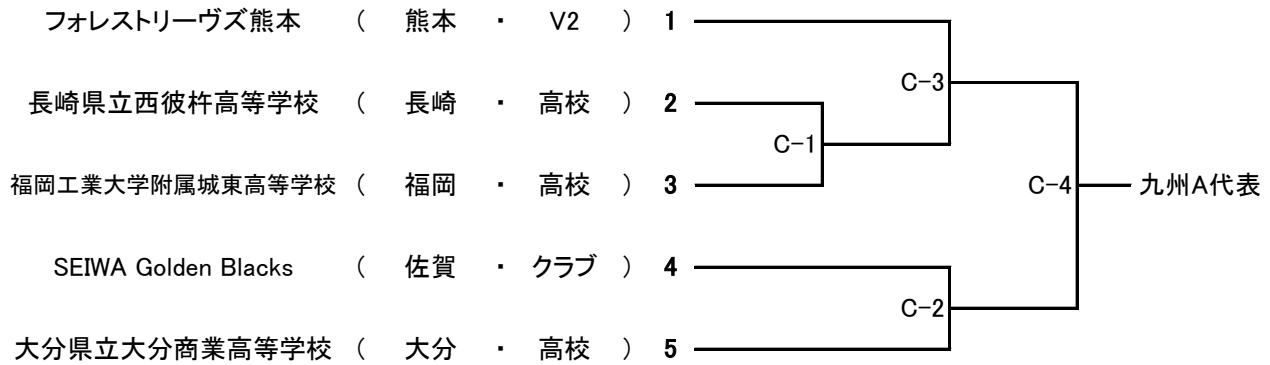 フォレストリーヴズ熊本 ( 熊本 ・ V2 ) 1
C-3
長崎県立西彼杵高等学校 ( 長崎 ・ 高校 ) 2
C-1
福岡工業大学附属城東高等学校 ( 福岡 ・ 高校 ) 3
C-4 九州A代表
SEIWA Golden Blacks ( 佐賀 ・ クラブ ) 4
C-2
大分県立大分商業高等学校 ( 大分 ・ 高校 ) 5